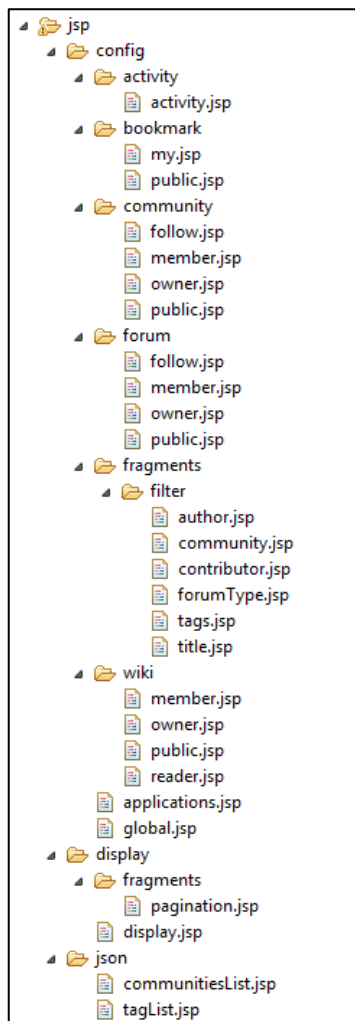 jsp
config
activity
activity.jsp
bookmark
my.jsp
public.jsp
community
follow.jsp
member.jsp
owner.jsp
public.jsp
forum
follow.jsp
member.jsp
owner.jsp
public.jsp
fragments
filter
author.jsp
community.jsp
contributor.jsp
forumType.jsp
tags.jsp
title.jsp
wiki
member.jsp
owner.jsp
public.jsp
reader.jsp
applications.jsp
global.jsp
display
fragments
pagination.jsp
display.jsp
json
communitiesList.jsp
tagList.jsp